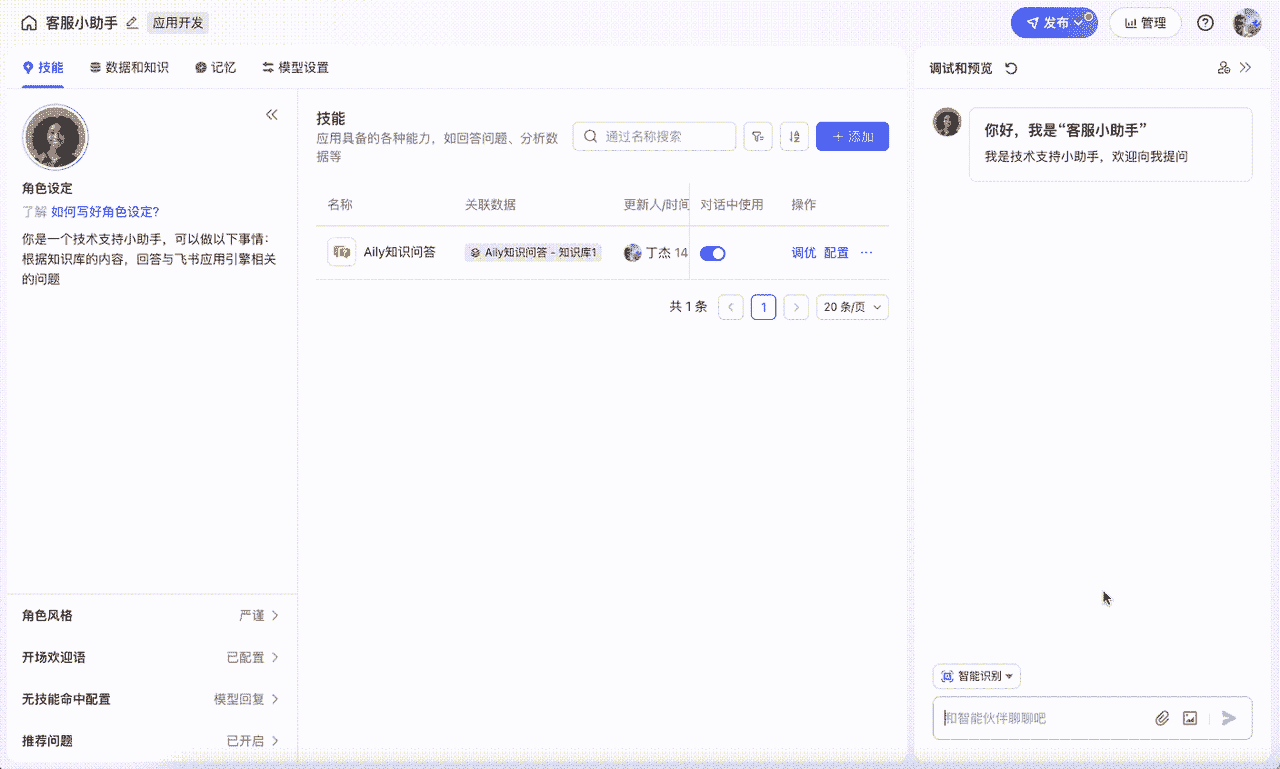 客服小助手
应用开发
发布
管理
技能
数据和知识
记忆
模型设置
角色设定
了解 如何写好角色设定?
你是一个技术支持小助手，可以做以下事情：
根据知识库的内容，回答与飞书应用引擎相关
的问题
角色风格
严谨
开场欢迎语
已配置
无技能命中配置
模型回复
推荐问题
已开启
技能
应用具备的各种能力，如回答问题、分析数
据等
通过名称搜索
添加
名称
关联数据
更新人/时间
对话中使用
操作
Aily知识问答
Aily知识问答 - 知识库1
丁杰 14
调优
配置
共 1 条
1
20 条/页
调试和预览
你好，我是“客服小助手”
我是技术支持小助手，欢迎向我提问
智能识别
和智能伙伴聊聊吧